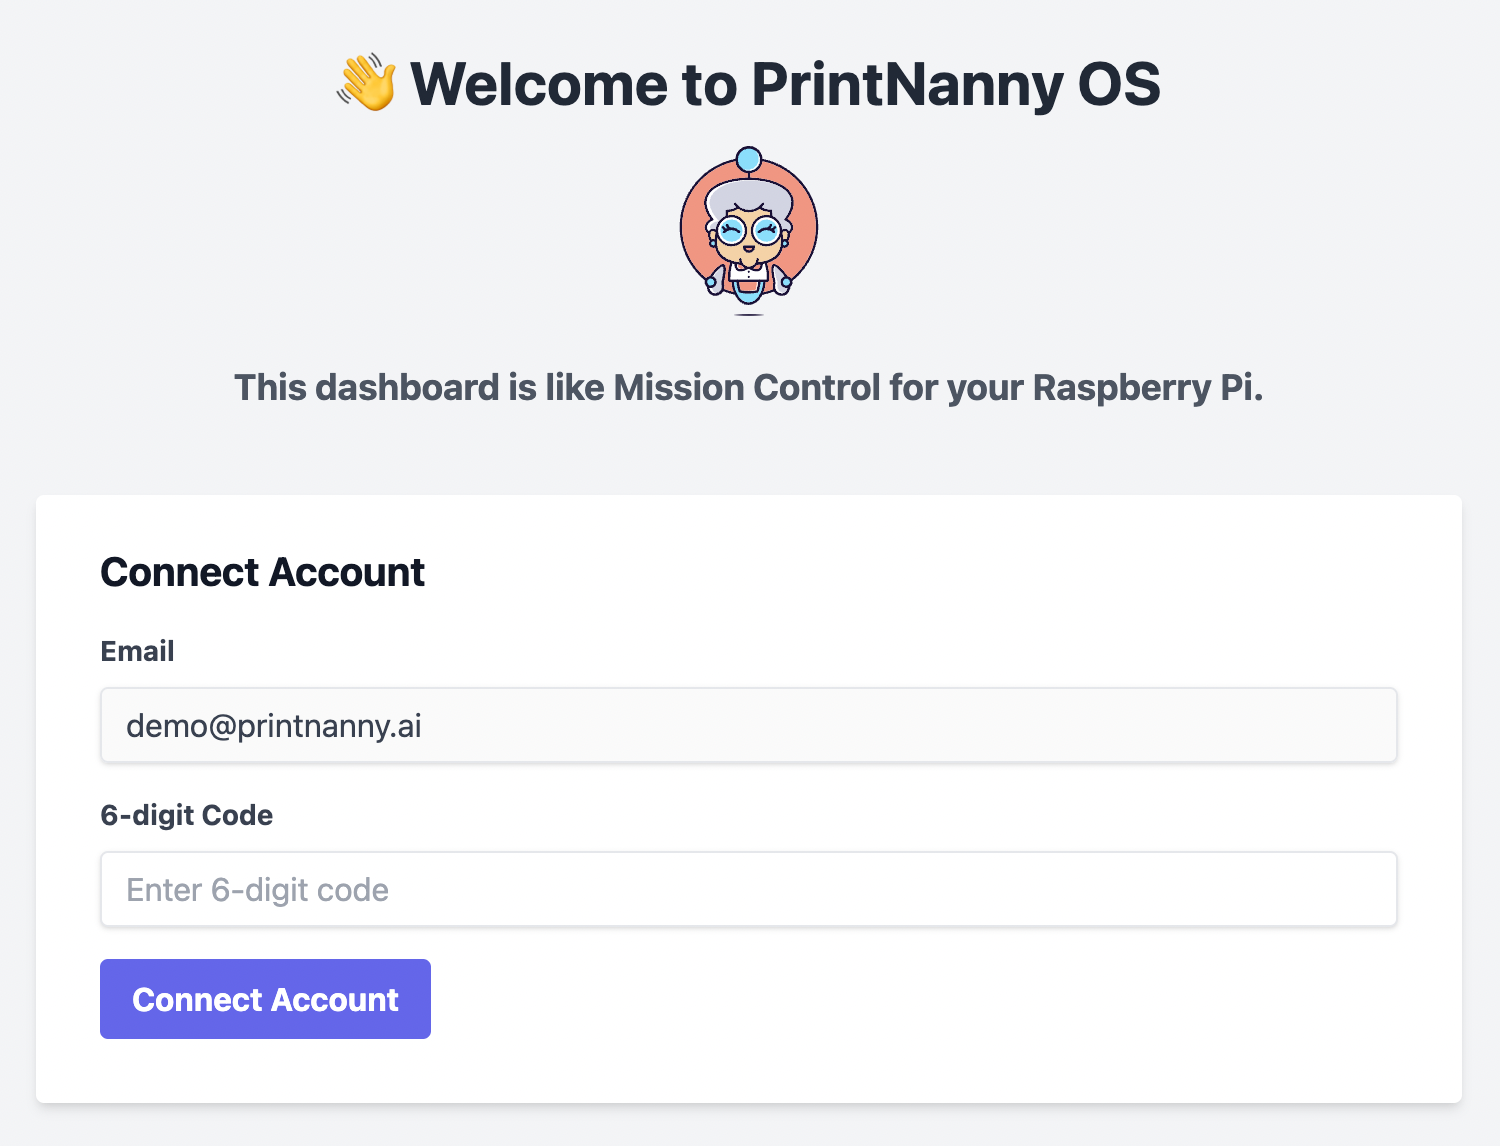 👋 Welcome to PrintNanny OS
This dashboard is like Mission Control for your Raspberry Pi.
Connect Account
Email
demo@printnanny.ai
6-digit Code
Enter 6-digit code
Connect Account